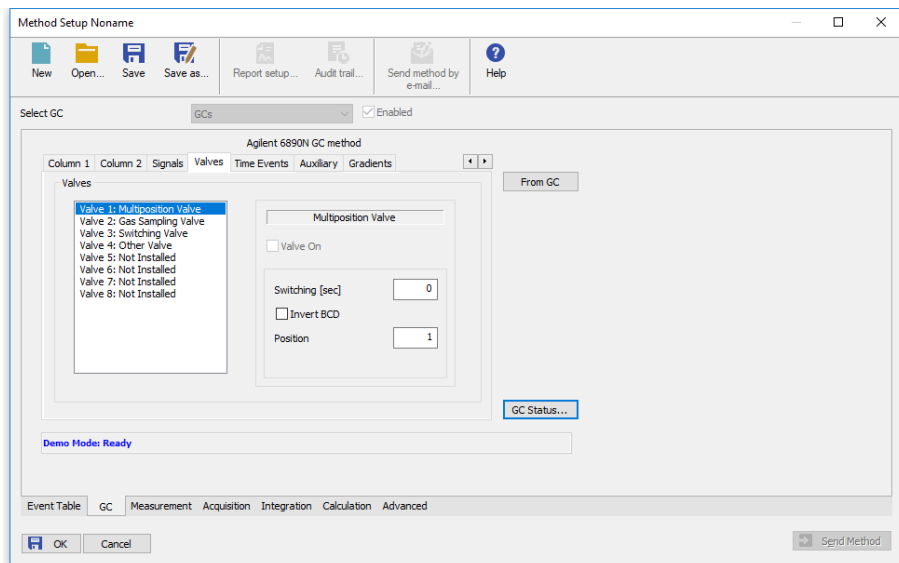 Method Setup Noname
New Open... Save Save as... Report setup... Audit trail... Send method by e-mail... Help
Select GC GCs Enabled
Agilent 6890N GC method
Column 1 Column 2 Signals Valves Time Events Auxiliary Gradients
From GC
Valves
Valve 1: Multiposition Valve
Valve 2: Gas Sampling Valve
Valve 3: Switching Valve
Valve 4: Other Valve
Valve 5: Not Installed
Valve 6: Not Installed
Valve 7: Not Installed
Valve 8: Not Installed
Multiposition Valve
Valve On
Switching [sec] 0
Invert BCD
Position 1
GC Status...
Demo Mode: Ready
Event Table GC Measurement Acquisition Integration Calculation Advanced
OK Cancel Send Method